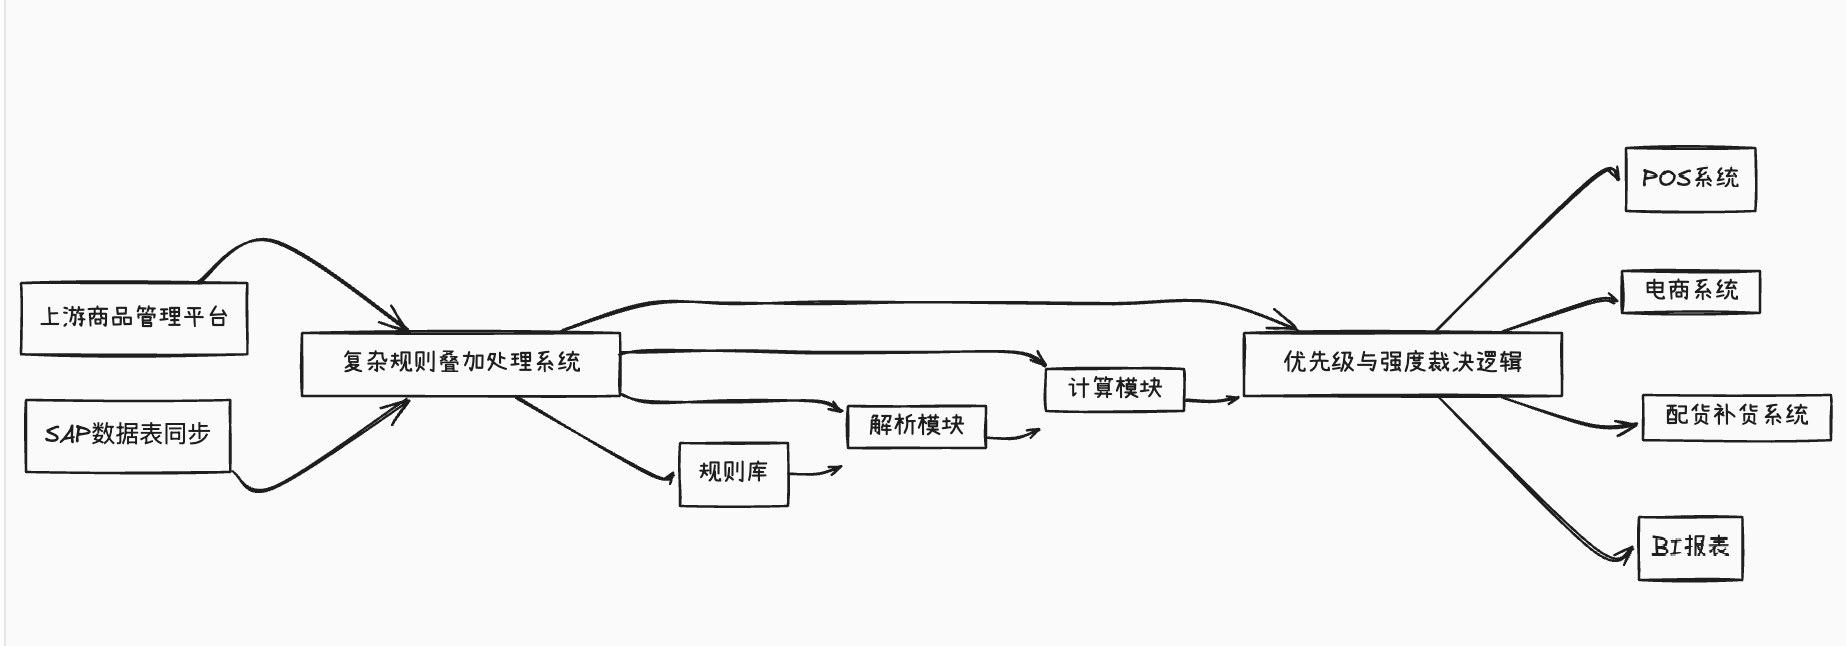 上游商品管理平台
SAP数据表同步
复杂规则叠加处理系统
规则库
解析模块
计算模块
优先级与强度裁决逻辑
POS系统
电商系统
配货补货系统
BI报表